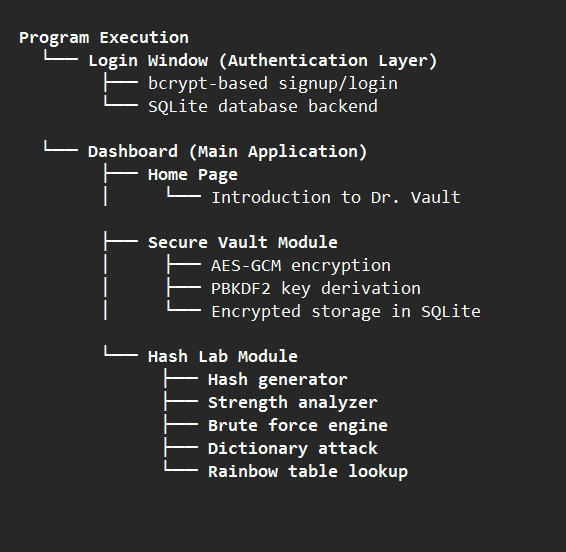 Program Execution
└── Login Window (Authentication Layer)
├── bcrypt-based signup/login
└── SQLite database backend
└── Dashboard (Main Application)
├── Home Page
│ └── Introduction to Dr. Vault
├── Secure Vault Module
│ ├── AES-GCM encryption
│ ├── PBKDF2 key derivation
│ └── Encrypted storage in SQLite
└── Hash Lab Module
├── Hash generator
├── Strength analyzer
├── Brute force engine
├── Dictionary attack
└── Rainbow table lookup